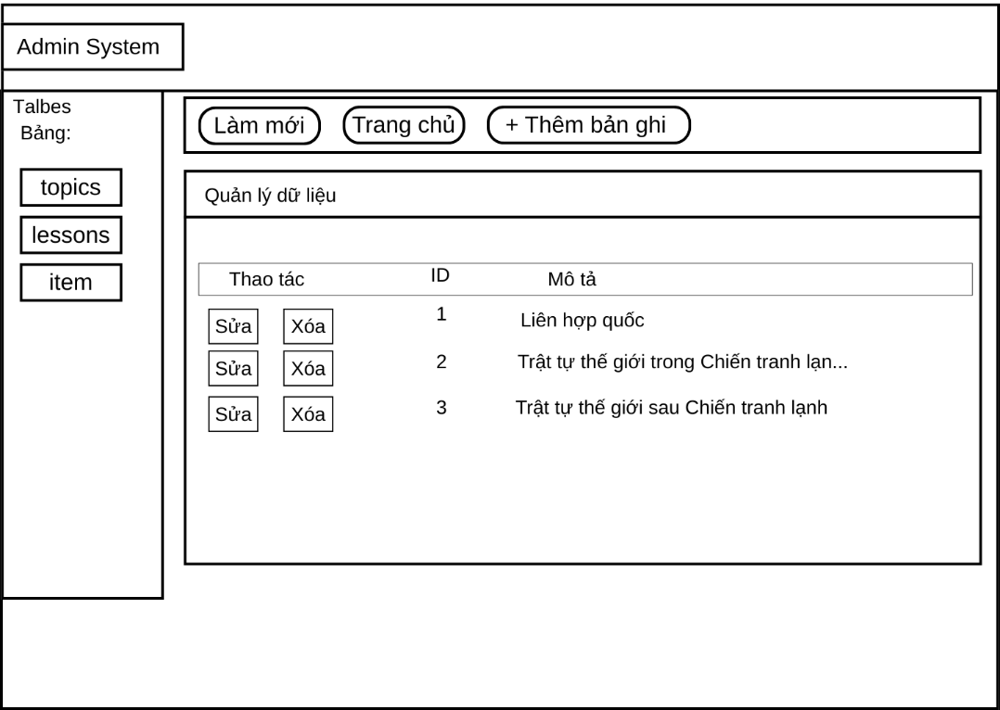 Admin System
Talbes
Bảng:
topics
lessons
item
Làm mới Trang chủ + Thêm bản ghi
Quản lý dữ liệu
Thao tác ID Mô tả
Sửa Xóa 1 Liên hợp quốc
Sửa Xóa 2 Trật tự thế giới trong Chiến tranh lạn...
Sửa Xóa 3 Trật tự thế giới sau Chiến tranh lạnh